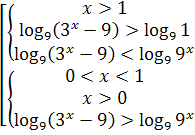 x > 1
log₉(3ˣ − 9) > log₉ 1
log₉(3ˣ − 9) < log₉ 9ˣ
0 < x < 1
x > 0
log₉(3ˣ − 9) > log₉ 9ˣ